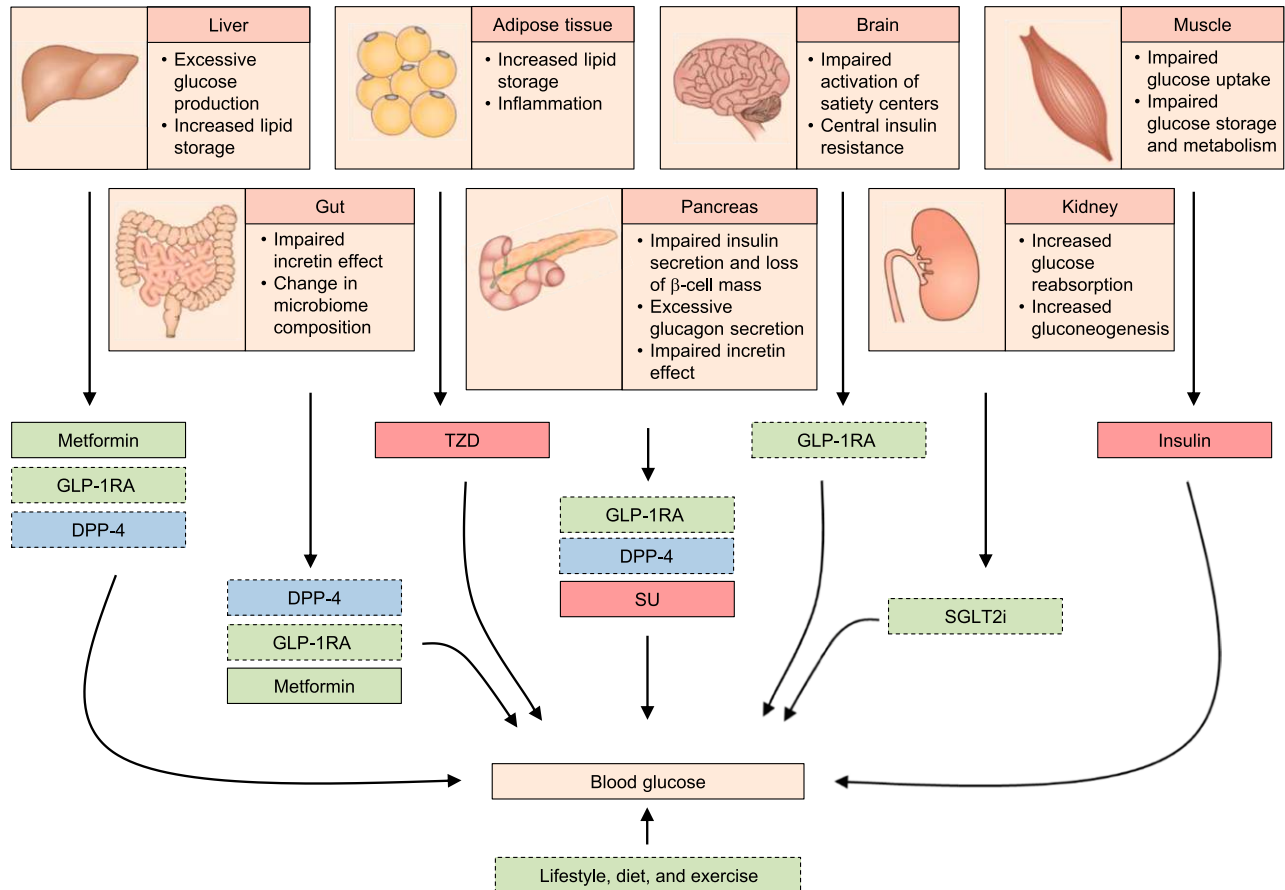 Liver
• Excessive
glucose
production
• Increased lipid
storage
Adipose tissue
• Increased lipid
storage
• Inflammation
Brain
• Impaired
activation of
satiety centers
• Central insulin
resistance
Muscle
• Impaired
glucose uptake
• Impaired
glucose storage
and metabolism
Gut
• Impaired
incretin effect
• Change in
microbiome
composition
Pancreas
• Impaired insulin
secretion and loss
of β-cell mass
• Excessive
glucagon secretion
• Impaired incretin
effect
Kidney
• Increased
glucose
reabsorption
• Increased
gluconeogenesis
Metformin
GLP-1RA
DPP-4
TZD
GLP-1RA
Insulin
GLP-1RA
DPP-4
SU
DPP-4
GLP-1RA
Metformin
SGLT2i
Blood glucose
Lifestyle, diet, and exercise